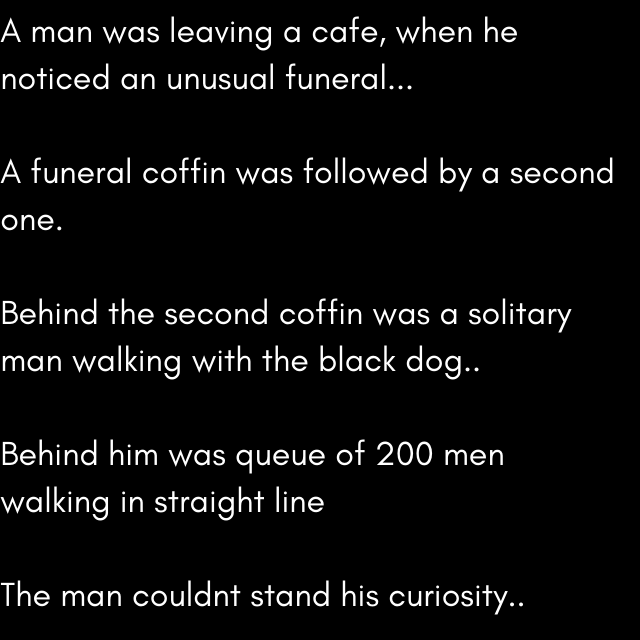 A man was leaving a cafe, when he
noticed an unusual funeral...
A funeral coffin was followed by a second
one.
Behind the second coffin was a solitary
man walking with the black dog..
Behind him was queue of 200 men
walking in straight line
The man couldnt stand his curiosity..